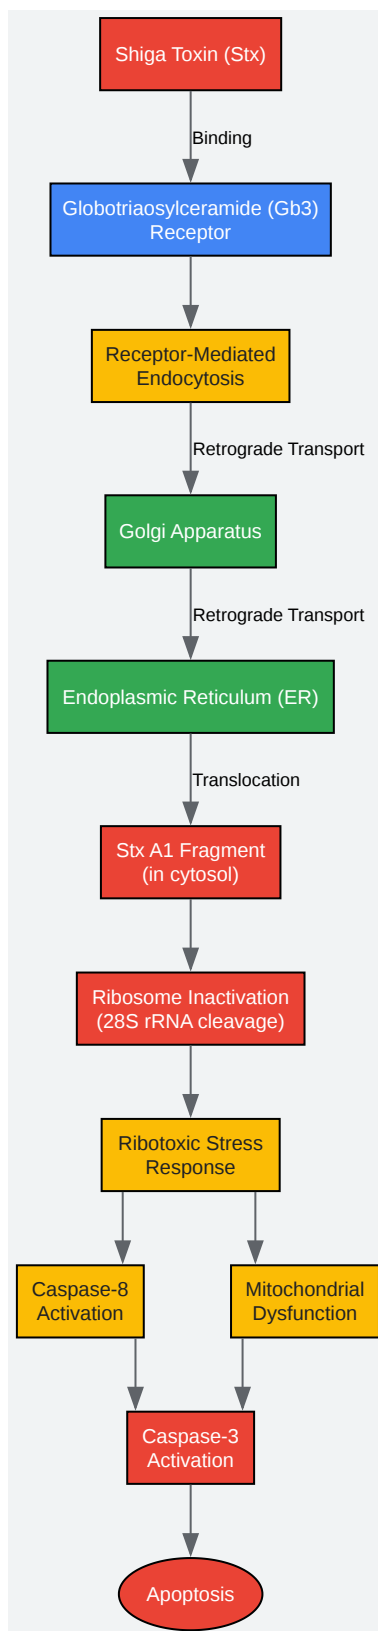 Shiga Toxin (Stx)
Binding
Globotriaosylceramide (Gb3)
Receptor
Receptor-Mediated
Endocytosis
Retrograde Transport
Golgi Apparatus
Retrograde Transport
Endoplasmic Reticulum (ER)
Translocation
Stx A1 Fragment
(in cytosol)
Ribosome Inactivation
(28S rRNA cleavage)
Ribotoxic Stress
Response
Caspase-8
Activation
Mitochondrial
Dysfunction
Caspase-3
Activation
Apoptosis